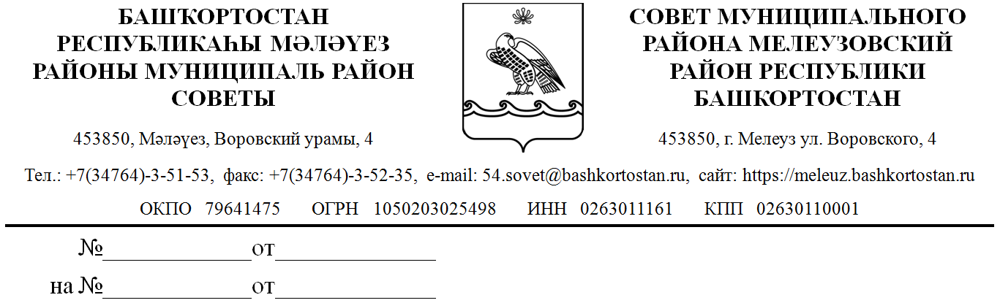 БАШҠОРТОСТАН
РЕСПУБЛИКАҺЫ МӘЛӘҮЕЗ
РАЙОНЫ МУНИЦИПАЛЬ РАЙОН
СОВЕТЫ
453850, Мәләүез, Воровский урамы, 4
СОВЕТ МУНИЦИПАЛЬНОГО
РАЙОНА МЕЛЕУЗОВСКИЙ
РАЙОН РЕСПУБЛИКИ
БАШКОРТОСТАН
453850, г. Мелеуз ул. Воровского, 4
Тел.: +7(34764)-3-51-53, факс: +7(34764)-3-52-35, e-mail: 54.sovet@bashkortostan.ru, сайт: https://meleuz.bashkortostan.ru
ОКПО 79641475 ОГРН 1050203025498 ИНН 0263011161 КПП 02630110001
№_______________от________________
на №_______________от________________